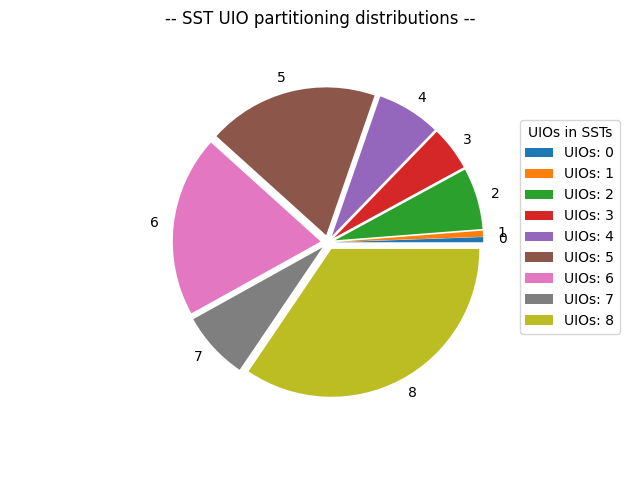 -- SST UIO partitioning distributions --
5
4
3
2
1
0
6
7
8
UIOs in SSTs
UIOs: 0
UIOs: 1
UIOs: 2
UIOs: 3
UIOs: 4
UIOs: 5
UIOs: 6
UIOs: 7
UIOs: 8